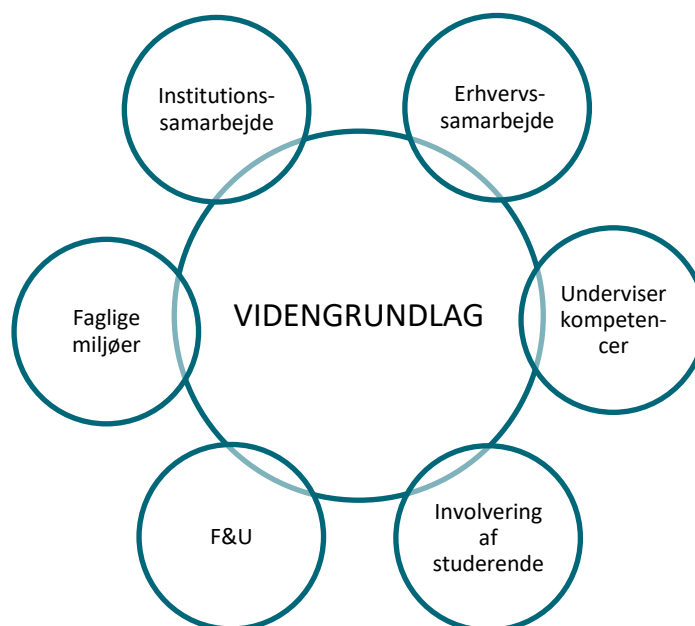 Institutions-
samarbejde
Erhvervs-
samarbejde
Faglige
miljøer
VIDENGRUNDLAG
Underviser
kompeten-
cer
F&U
Involvering
af
studerende